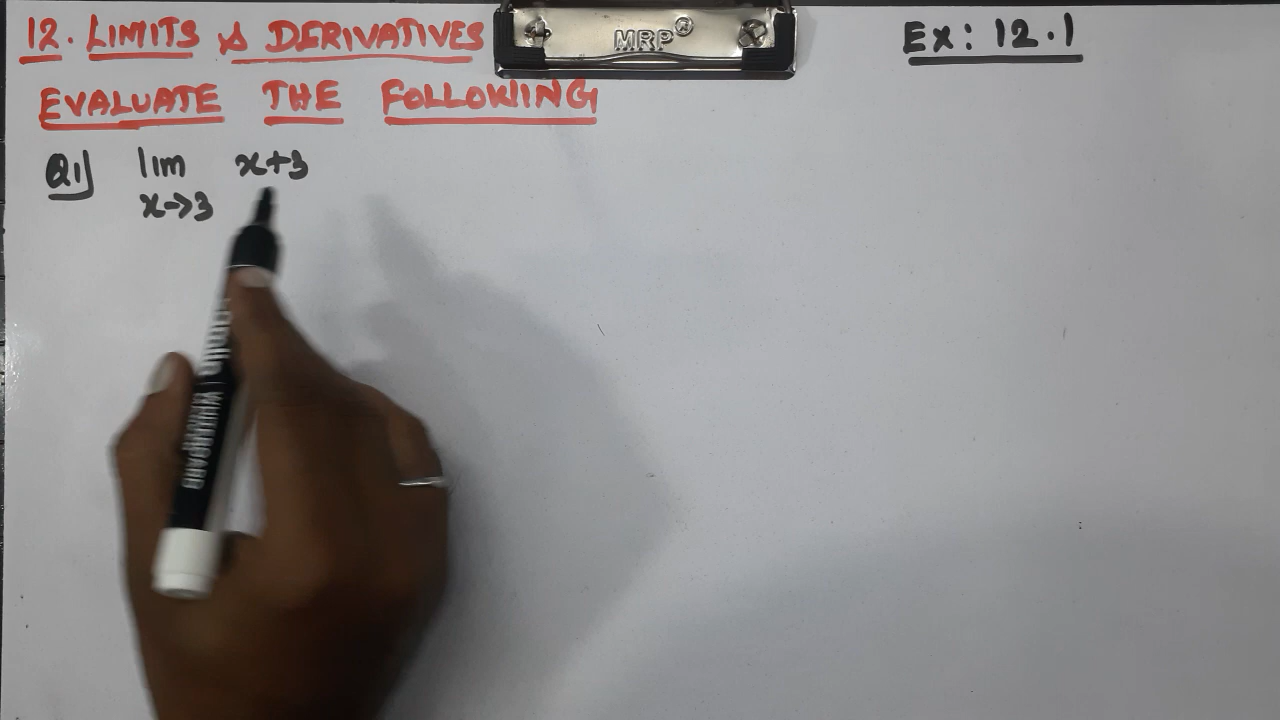 12. LIMITS & DERIVATIVES
MRP®
Ex: 12.1
EVALUATE THE FOLLOWING
Q1) lim x+3
x→3